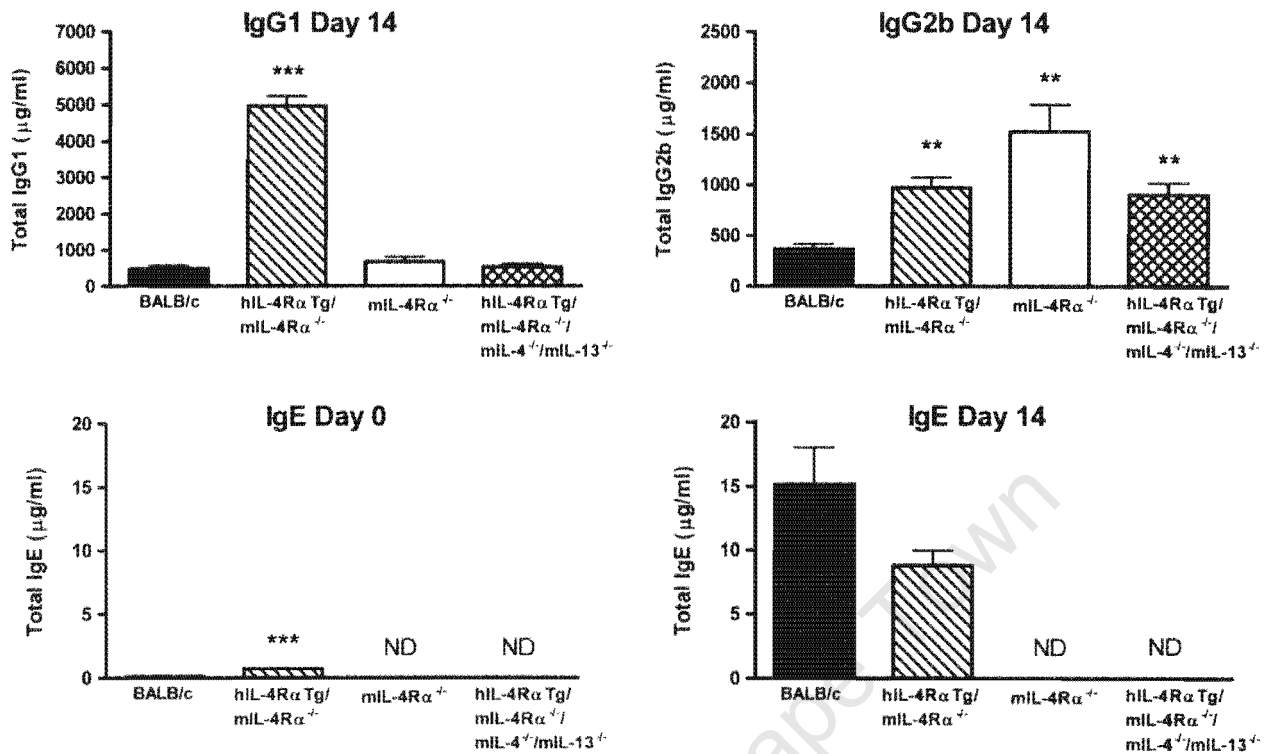 IgG1 Day 14
Total IgG1 (μg/ml)
7000
6000
5000
4000
3000
2000
1000
0
***
BALB/c
hIL-4Rα Tg/
mIL-4Rα-/-
mIL-4Rα-/-
hIL-4Rα Tg/
mIL-4Rα-/-/
mIL-4-/-/mIL-13-/-
IgG2b Day 14
Total IgG2b (μg/ml)
2500
2000
1500
1000
500
0
**
**
**
BALB/c
hIL-4Rα Tg/
mIL-4Rα-/-
mIL-4Rα-/-
hIL-4Rα Tg/
mIL-4Rα-/-/
mIL-4-/-/mIL-13-/-
IgE Day 0
Total IgE (μg/ml)
20
15
10
5
0
***
ND
ND
BALB/c
hIL-4Rα Tg/
mIL-4Rα-/-
mIL-4Rα-/-
hIL-4Rα Tg/
mIL-4Rα-/-/
mIL-4-/-/mIL-13-/-
IgE Day 14
Total IgE (μg/ml)
20
15
10
5
0
ND
ND
BALB/c
hIL-4Rα Tg/
mIL-4Rα-/-
mIL-4Rα-/-
hIL-4Rα Tg/
mIL-4Rα-/-/
mIL-4-/-/mIL-13-/-
ape Town